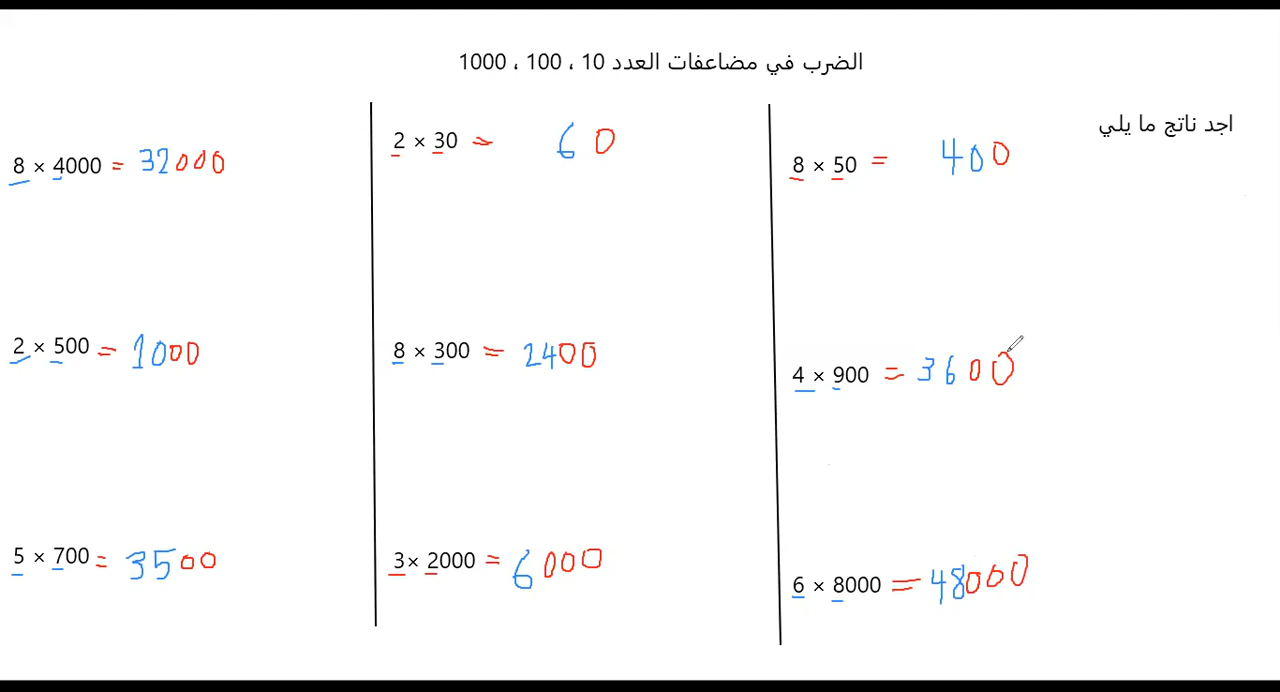 الضرب في مضاعفات العدد 10 ، 100 ، 1000
اجد ناتج ما يلي
8 × 50 = 400
4 × 900 = 3600
6 × 8000 = 48000
2 × 30 = 60
8 × 300 = 2400
3× 2000 = 6000
8 × 4000 = 32000
2 × 500 = 1000
5 × 700 = 3500